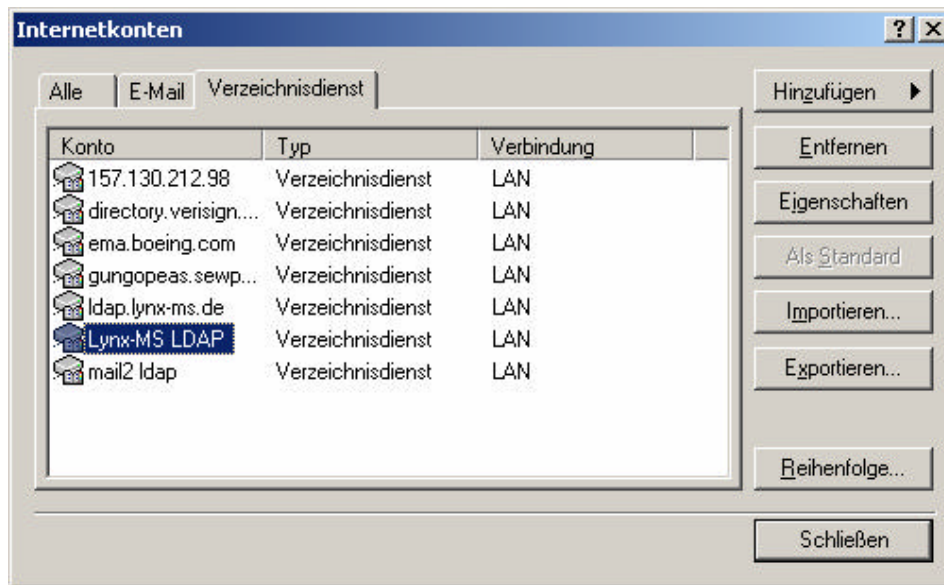 Internetkonten
Alle E-Mail Verzeichnisdienst
Konto Typ Verbindung
157.130.212.98 Verzeichnisdienst LAN
directory.verisign.... Verzeichnisdienst LAN
ema.boeing.com Verzeichnisdienst LAN
gungopeas.sewp... Verzeichnisdienst LAN
ldap.lynx-ms.de Verzeichnisdienst LAN
Lynx-MS LDAP Verzeichnisdienst LAN
mail2 ldap Verzeichnisdienst LAN
Hinzufügen
Entfernen
Eigenschaften
Als Standard
Importieren...
Exportieren...
Reihenfolge...
Schließen